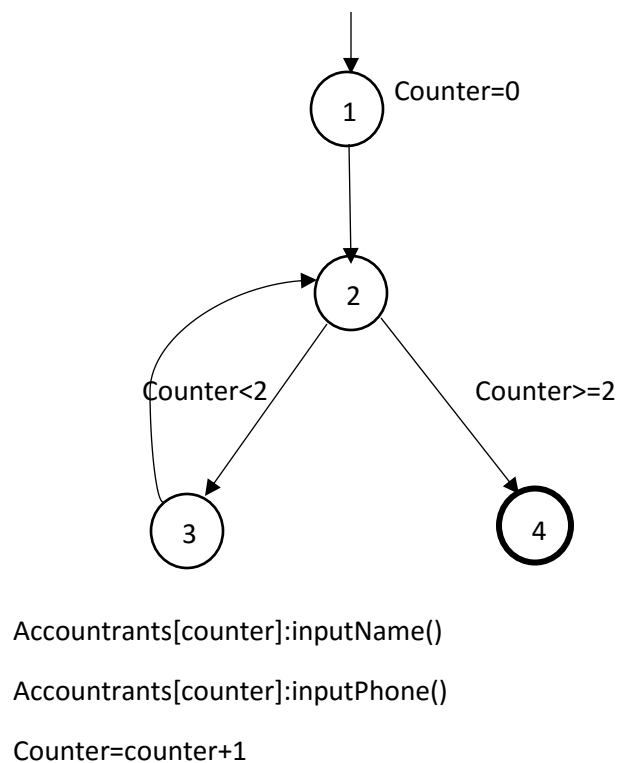 Counter=0
1
2
Counter<2
Counter>=2
3
4
Accountrants[counter]:inputName()
Accountrants[counter]:inputPhone()
Counter=counter+1